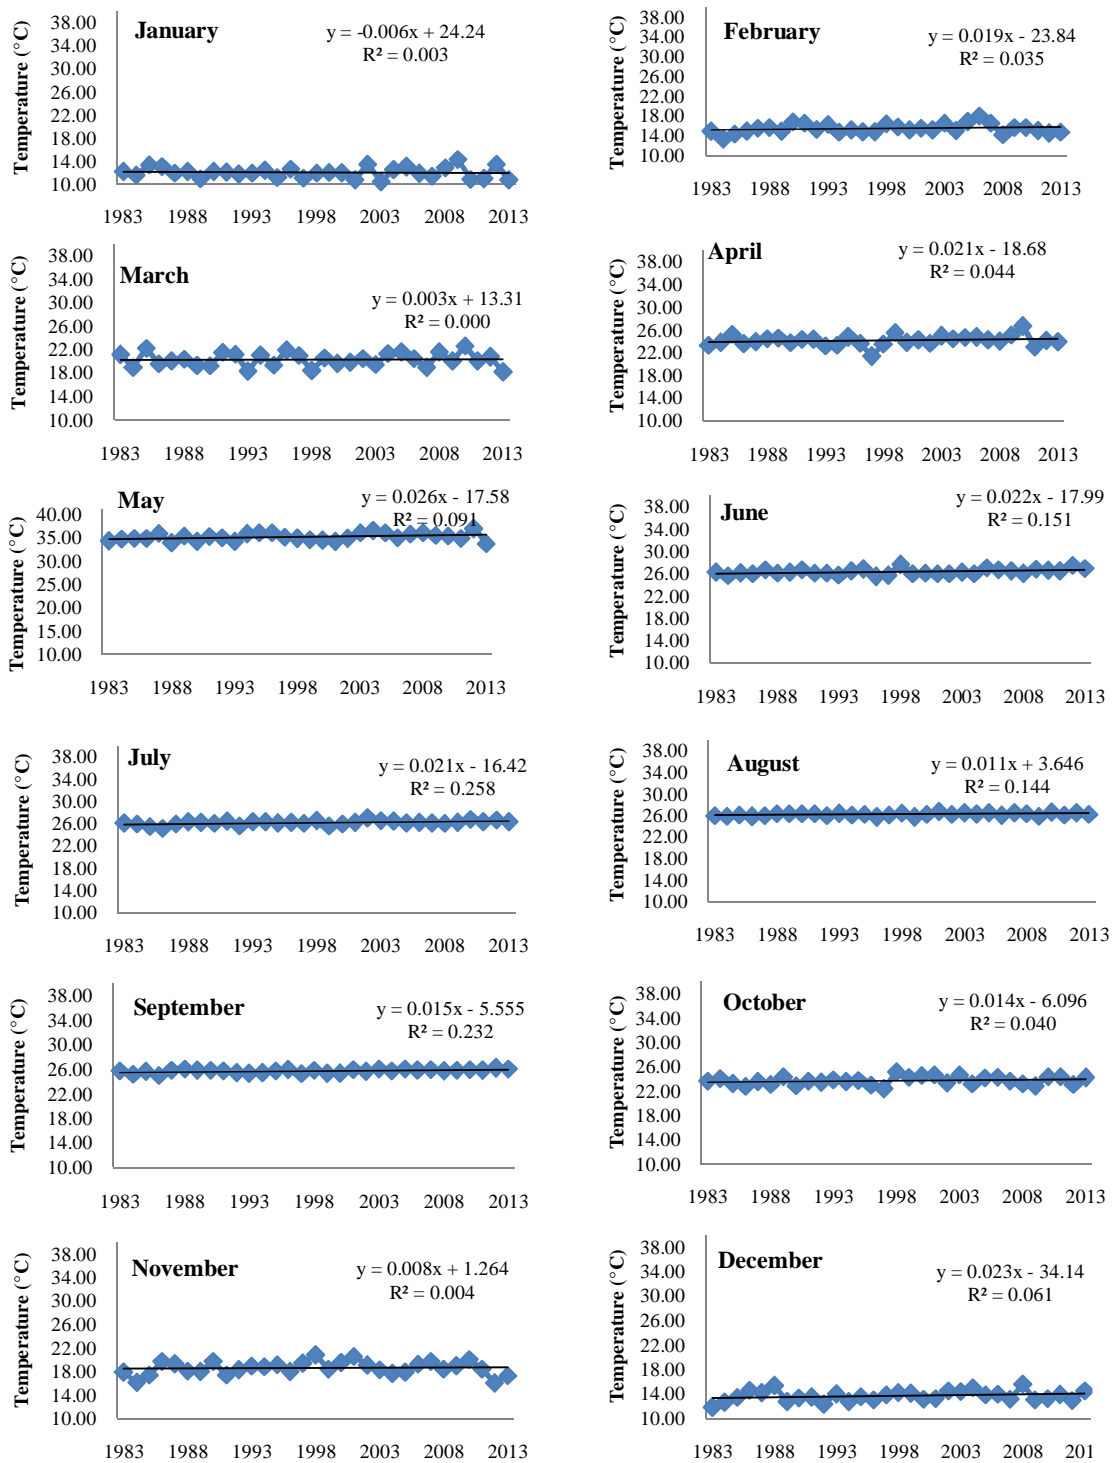 January
y = -0.006x + 24.24
R² = 0.003
Temperature (°C)
38.00
34.00
30.00
26.00
22.00
18.00
14.00
10.00
1983 1988 1993 1998 2003 2008 2013
February
y = 0.019x - 23.84
R² = 0.035
Temperature (°C)
38.00
34.00
30.00
26.00
22.00
18.00
14.00
10.00
1983 1988 1993 1998 2003 2008 2013
March
y = 0.003x + 13.31
R² = 0.000
Temperature (°C)
38.00
34.00
30.00
26.00
22.00
18.00
14.00
10.00
1983 1988 1993 1998 2003 2008 2013
April
y = 0.021x - 18.68
R² = 0.044
Temperature (°C)
38.00
34.00
30.00
26.00
22.00
18.00
14.00
10.00
1983 1988 1993 1998 2003 2008 2013
May
y = 0.026x - 17.58
R² = 0.091
Temperature (°C)
40.00
35.00
30.00
25.00
20.00
15.00
10.00
1983 1988 1993 1998 2003 2008 2013
June
y = 0.022x - 17.99
R² = 0.151
Temperature (°C)
38.00
34.00
30.00
26.00
22.00
18.00
14.00
10.00
1983 1988 1993 1998 2003 2008 2013
July
y = 0.021x - 16.42
R² = 0.258
Temperature (°C)
38.00
34.00
30.00
26.00
22.00
18.00
14.00
10.00
1983 1988 1993 1998 2003 2008 2013
August
y = 0.011x + 3.646
R² = 0.144
Temperature (°C)
38.00
34.00
30.00
26.00
22.00
18.00
14.00
10.00
1983 1988 1993 1998 2003 2008 2013
September
y = 0.015x - 5.555
R² = 0.232
Temperature (°C)
38.00
34.00
30.00
26.00
22.00
18.00
14.00
10.00
1983 1988 1993 1998 2003 2008 2013
October
y = 0.014x - 6.096
R² = 0.040
Temperature (°C)
38.00
34.00
30.00
26.00
22.00
18.00
14.00
10.00
1983 1988 1993 1998 2003 2008 2013
November
y = 0.008x + 1.264
R² = 0.004
Temperature (°C)
38.00
34.00
30.00
26.00
22.00
18.00
14.00
10.00
1983 1988 1993 1998 2003 2008 2013
December
y = 0.023x - 34.14
R² = 0.061
Temperature (°C)
38.00
34.00
30.00
26.00
22.00
18.00
14.00
10.00
1983 1988 1993 1998 2003 2008 201